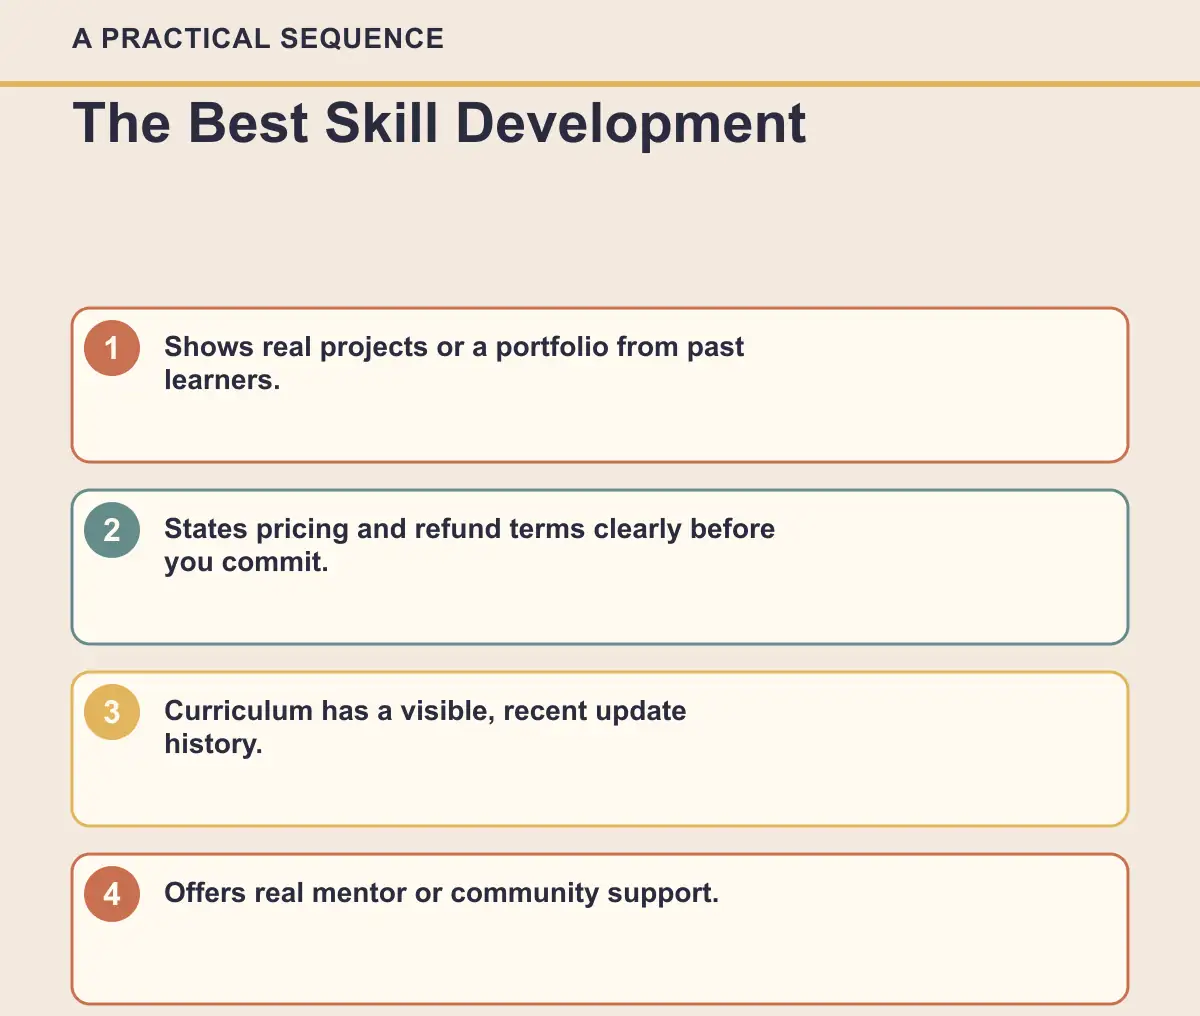 A PRACTICAL SEQUENCE
The Best Skill Development
1
Shows real projects or a portfolio from past
learners.
2
States pricing and refund terms clearly before
you commit.
3
Curriculum has a visible, recent update
history.
4
Offers real mentor or community support.